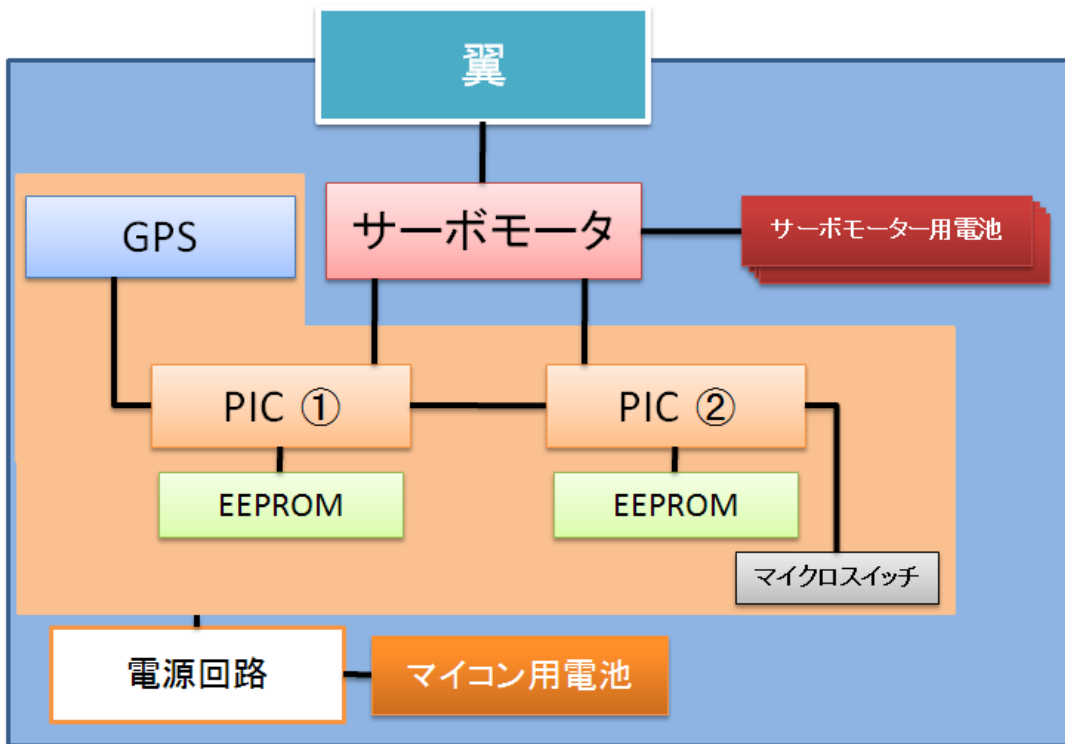 翼
GPS
サーボモータ
サーボモーター用電池
PIC ①
PIC ②
EEPROM
EEPROM
マイクロスイッチ
電源回路
マイコン用電池